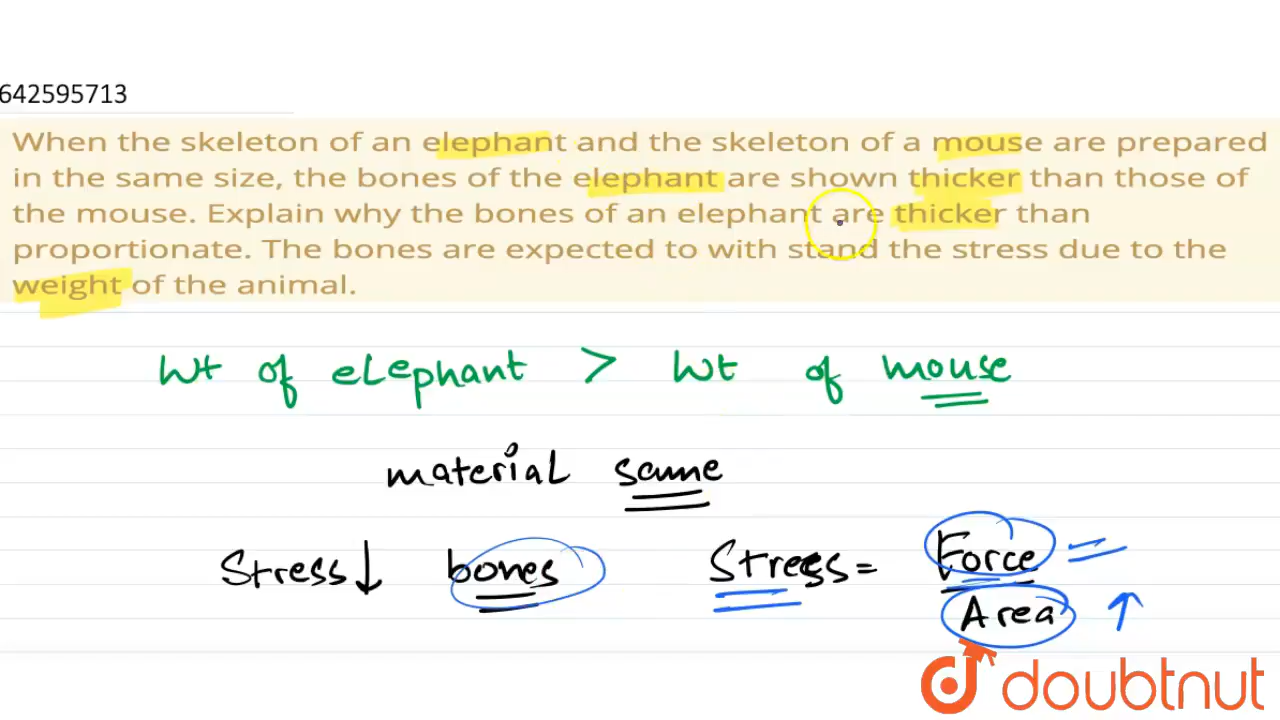 642595713
When the skeleton of an elephant and the skeleton of a mouse are prepared
in the same size, the bones of the elephant are shown thicker than those of
the mouse. Explain why the bones of an elephant are thicker than
proportionate. The bones are expected to with stand the stress due to the
weight of the animal.
Wt of elephant > Wt of mouse
material same
Stress ↓ bones Stress = Force =
Area ↑
doubtnut